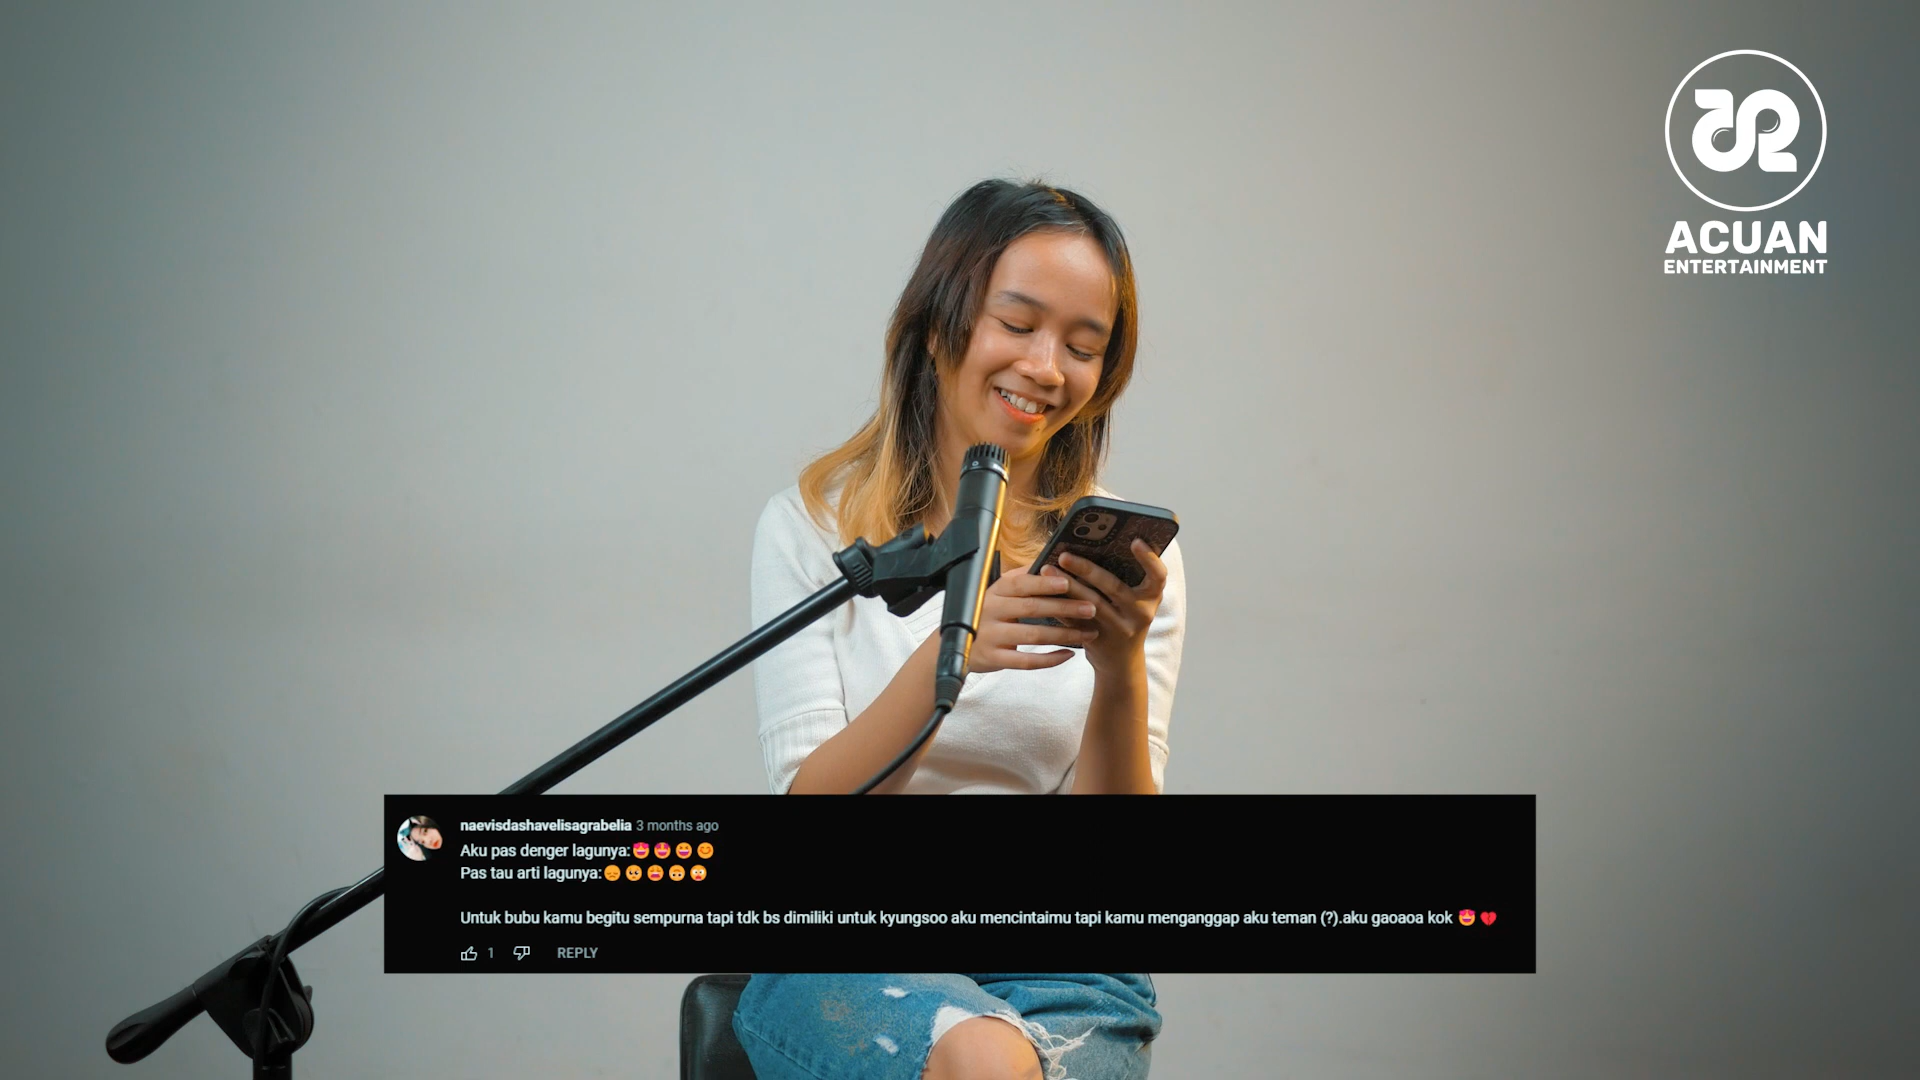 ACUAN
ENTERTAINMENT
naevisdashavelisagrabelia 3 months ago
Aku pas denger lagunya:😍🤩😄😊
Pas tau arti lagunya:😞🥺😩🙃😭
Untuk bubu kamu begitu sempurna tapi tdk bs dimiliki untuk kyungsoo aku mencintaimu tapi kamu menganggap aku teman (?).aku gaoaoa kok 😍💔
1 REPLY